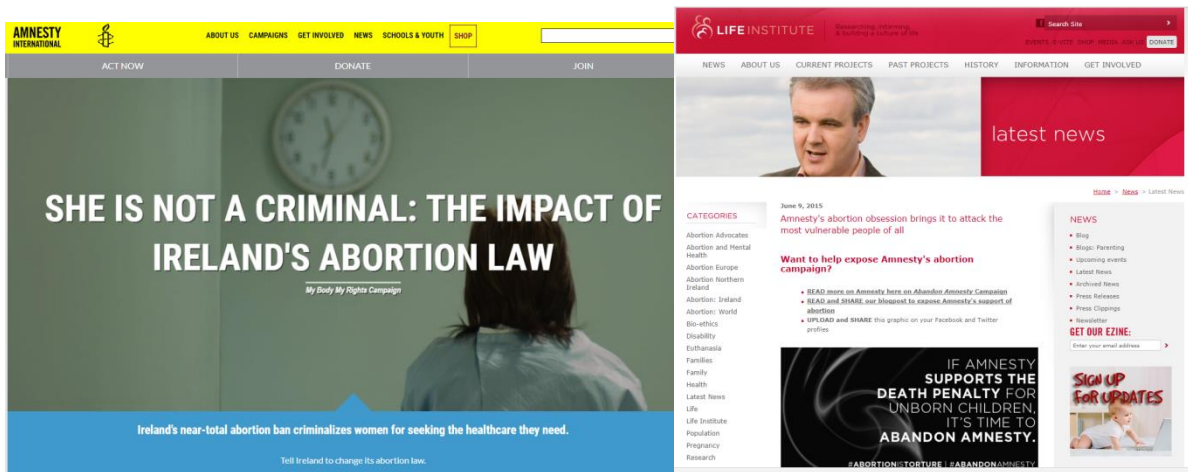 AMNESTY
INTERNATIONAL
ABOUT US CAMPAIGNS GET INVOLVED NEWS SCHOOLS & YOUTH SHOP
ACT NOW DONATE JOIN
SHE IS NOT A CRIMINAL: THE IMPACT OF
IRELAND'S ABORTION LAW
My Body My Rights Campaign
Ireland's near-total abortion ban criminalizes women for seeking the healthcare they need.
Tell Ireland to change its abortion law.
LIFEINSTITUTE
Researching, informing,
& building a culture of life
Search Site
EVENTS E-VITE SHOP MEDIA ASK US DONATE
NEWS ABOUT US CURRENT PROJECTS PAST PROJECTS HISTORY INFORMATION GET INVOLVED
latest news
Home > News > Latest News
CATEGORIES
Abortion Advocates
Abortion and Mental
Health
Abortion Europe
Abortion Northern
Ireland
Abortion: Ireland
Abortion: World
Bio-ethics
Disability
Euthanasia
Families
Family
Health
Latest News
Life
Life Institute
Population
Pregnancy
Research
June 9, 2015
Amnesty's abortion obsession brings it to attack the
most vulnerable people of all
Want to help expose Amnesty's abortion
campaign?
READ more on Amnesty here on Abandon Amnesty Campaign
READ and SHARE our blogpost to expose Amnesty's support of
abortion
UPLOAD and SHARE this graphic on your Facebook and Twitter
profiles
IF AMNESTY
SUPPORTS THE
DEATH PENALTY FOR
UNBORN CHILDREN,
IT'S TIME TO
ABANDON AMNESTY.
#ABORTIONISTORTURE | #ABANDONAMNESTY
NEWS
Blog
Blogs: Parenting
Upcoming events
Latest News
Archived News
Press Releases
Press Clippings
Newsletter
GET OUR EZINE:
Enter your email address
SIGN UP
FOR UPDATES